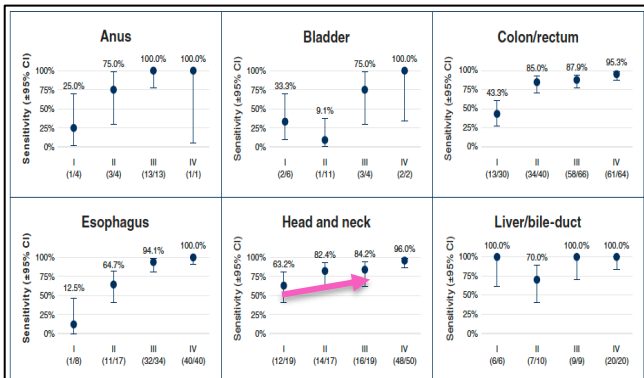 Anus
25.0%
75.0%
100.0%
100.0%
Sensitivity (±95% CI)
100%
75%
50%
25%
0%
I
II
III
IV
(1/4)
(3/4)
(13/13)
(1/1)
Bladder
33.3%
9.1%
75.0%
100.0%
Sensitivity (±95% CI)
100%
75%
50%
25%
0%
I
II
III
IV
(2/6)
(1/11)
(3/4)
(2/2)
Colon/rectum
43.3%
85.0%
87.9%
95.3%
Sensitivity (±95% CI)
100%
75%
50%
25%
0%
I
II
III
IV
(13/30)
(34/40)
(58/66)
(61/64)
Esophagus
12.5%
64.7%
94.1%
100.0%
Sensitivity (±95% CI)
100%
75%
50%
25%
0%
I
II
III
IV
(1/8)
(11/17)
(32/34)
(40/40)
Head and neck
63.2%
82.4%
84.2%
96.0%
Sensitivity (±95% CI)
100%
75%
50%
25%
0%
I
II
III
IV
(12/19)
(14/17)
(16/19)
(48/50)
Liver/bile-duct
100.0%
70.0%
100.0%
100.0%
Sensitivity (±95% CI)
100%
75%
50%
25%
0%
I
II
III
IV
(6/6)
(7/10)
(9/9)
(20/20)